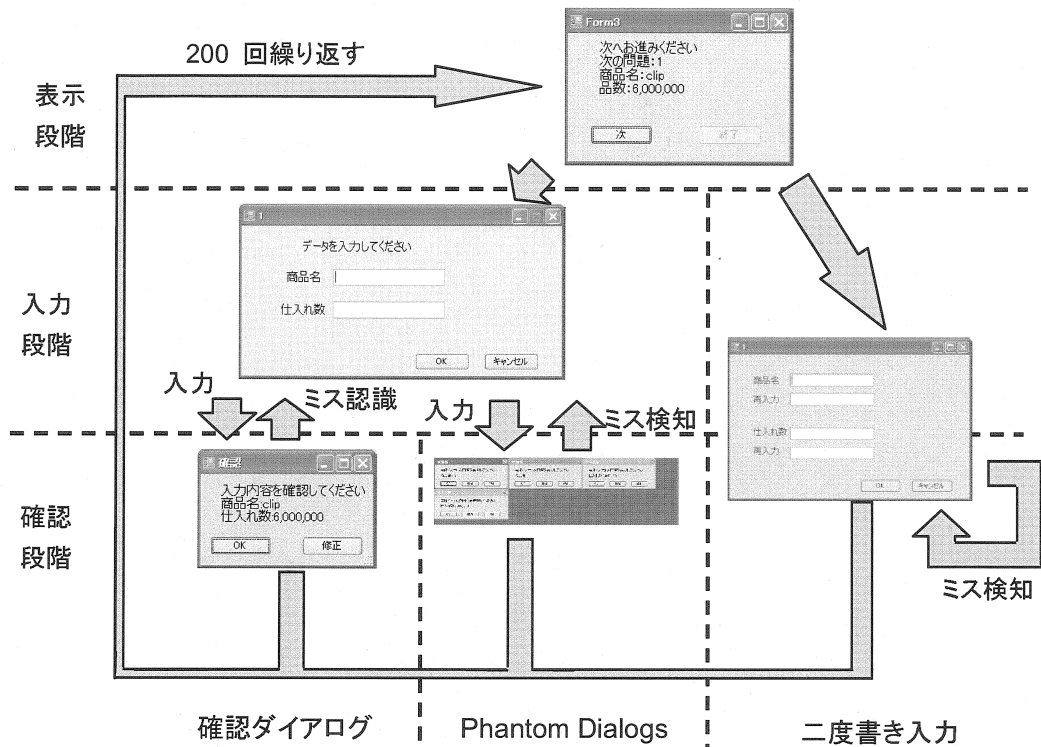 200 回繰り返す
Form3
次へお進みください
次の問題:1
商品名:clip
品数:6,000,000
次
終了
表示
段階
1
データを入力してください
商品名
仕入れ数
OK
キャンセル
入力
段階
1
商品名
再入力
仕入れ数
再入力
OK
キャンセル
入力
ミス認識
入力
ミス検知
確認
入力内容を確認してください
商品名:clip
仕入れ数:6,000,000
OK
修正
確認
段階
ミス検知
確認ダイアログ
Phantom Dialogs
二度書き入力